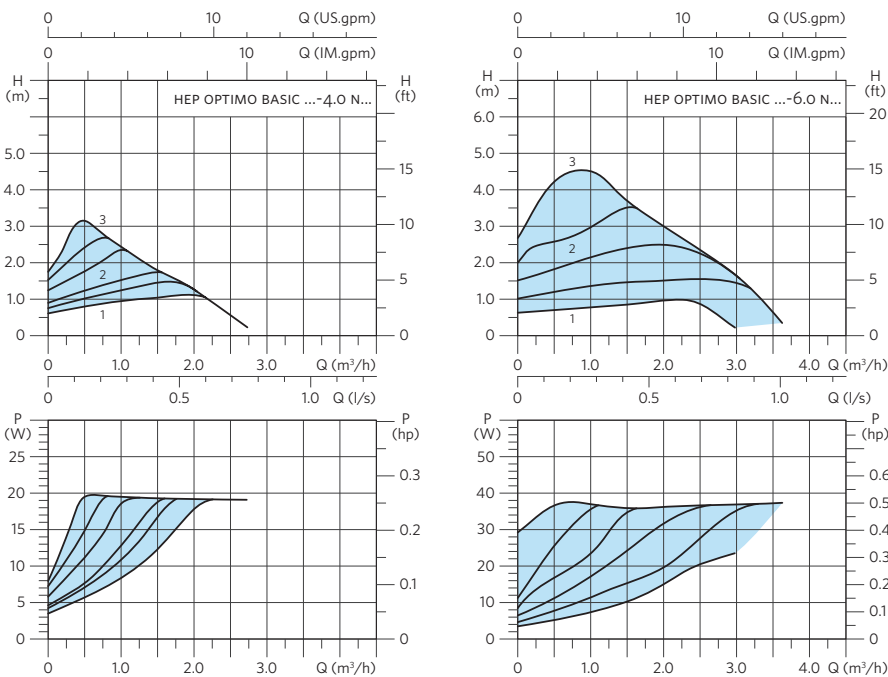 0 10 Q (US.gpm)
0 10 Q (IM.gpm)
H (m)
H (ft)
HEP OPTIMO BASIC ...-4.0 N...
5.0
4.0
3.0
2.0
1.0
0
15
10
5
0
3
2
1
0 1.0 2.0 3.0 Q (m³/h)
0 0.5 1.0 Q (l/s)
P (W)
P (hp)
25
20
15
10
5
0
0.3
0.2
0.1
0
0 1.0 2.0 3.0 Q (m³/h)
0 10 Q (US.gpm)
0 10 Q (IM.gpm)
H (m)
H (ft)
HEP OPTIMO BASIC ...-6.0 N...
6.0
5.0
4.0
3.0
2.0
1.0
0
20
15
10
5
0
3
2
1
0 1.0 2.0 3.0 4.0 Q (m³/h)
0 0.5 1.0 Q (l/s)
P (W)
P (hp)
50
40
30
20
10
0
0.6
0.5
0.4
0.3
0.2
0.1
0
0 1.0 2.0 3.0 4.0 Q (m³/h)